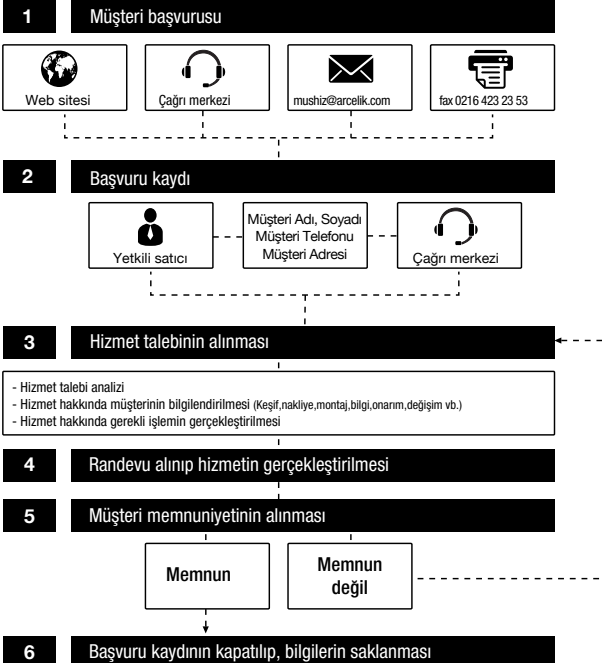 1 Müşteri başvurusu
Web sitesi
Çağrı merkezi
mushiz@arcelik.com
fax 0216 423 23 53
2 Başvuru kaydı
Yetkili satıcı
Müşteri Adı, Soyadı
Müşteri Telefonu
Müşteri Adresi
Çağrı merkezi
3 Hizmet talebinin alınması
- Hizmet talebi analizi
- Hizmet hakkında müşterinin bilgilendirilmesi (Keşif,nakliye,montaj,bilgi,onarım,değişim vb.)
- Hizmet hakkında gerekli işlemin gerçekleştirilmesi
4 Randevu alınıp hizmetin gerçekleştirilmesi
5 Müşteri memnuniyetinin alınması
Memnun
Memnun
değil
6 Başvuru kaydının kapatılıp, bilgilerin saklanması